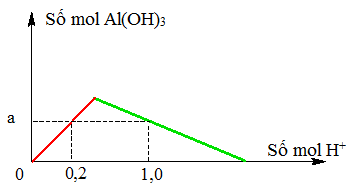 Số mol Al(OH)₃
a
Số mol H⁺
0
0,2
1,0